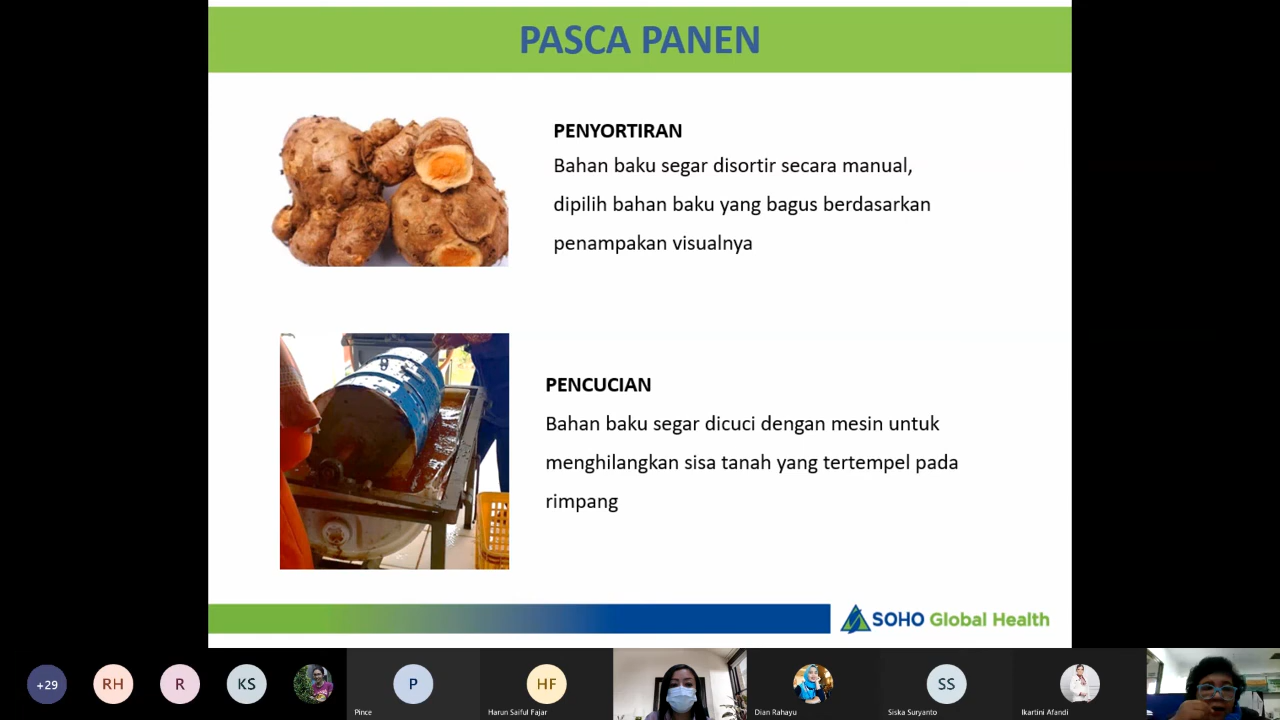 PASCA PANEN
PENYORTIRAN
Bahan baku segar disortir secara manual,
dipilih bahan baku yang bagus berdasarkan
penampakan visualnya
PENCUCIAN
Bahan baku segar dicuci dengan mesin untuk
menghilangkan sisa tanah yang tertempel pada
rimpang
SOHO Global Health
+29
RH
R
KS
P
HF
SS
Pince
Harun Saiful Fajar
Dian Rahayu
Siska Suryanto
Ikartini Afandi